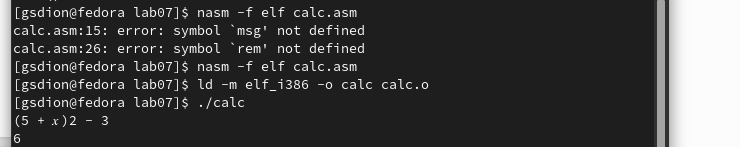 [gsdion@fedora lab07]$ nasm -f elf calc.asm
calc.asm:15: error: symbol `msg' not defined
calc.asm:26: error: symbol `rem' not defined
[gsdion@fedora lab07]$ nasm -f elf calc.asm
[gsdion@fedora lab07]$ ld -m elf_i386 -o calc calc.o
[gsdion@fedora lab07]$ ./calc
(5 + 𝑥)2 − 3
6